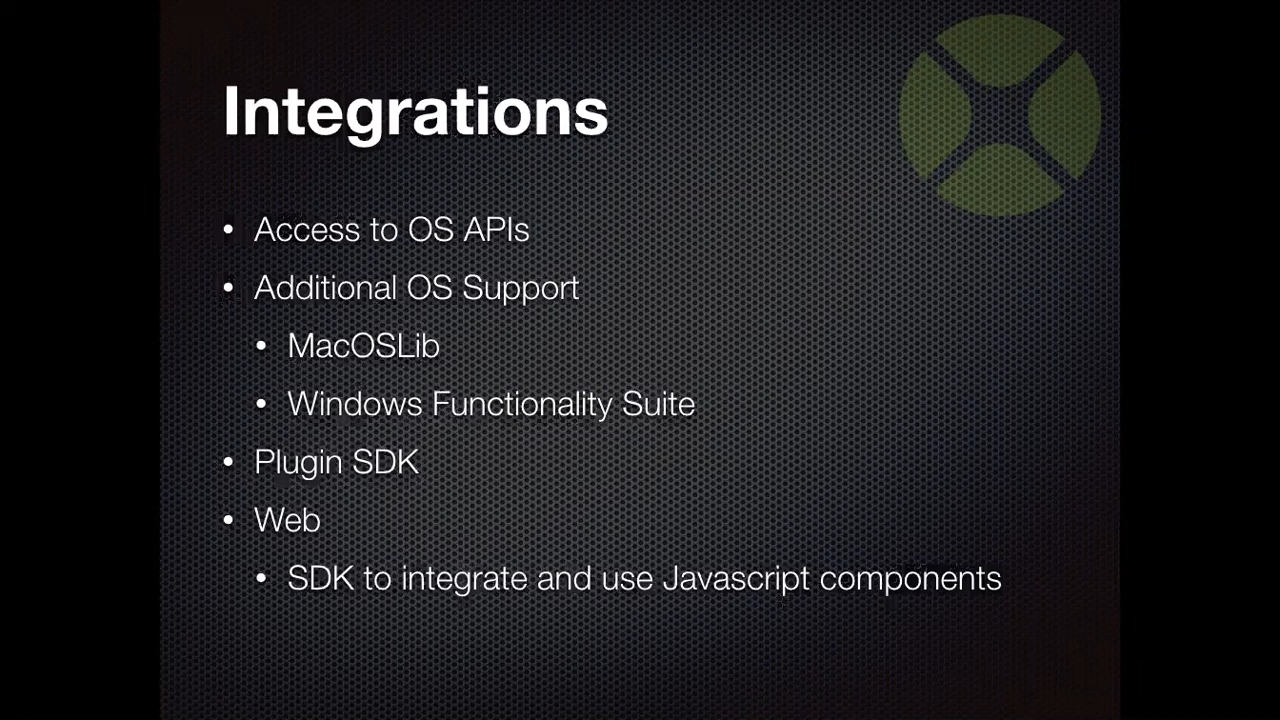 Integrations
• Access to OS APIs
• Additional OS Support
• MacOSLib
• Windows Functionality Suite
• Plugin SDK
• Web
• SDK to integrate and use Javascript components